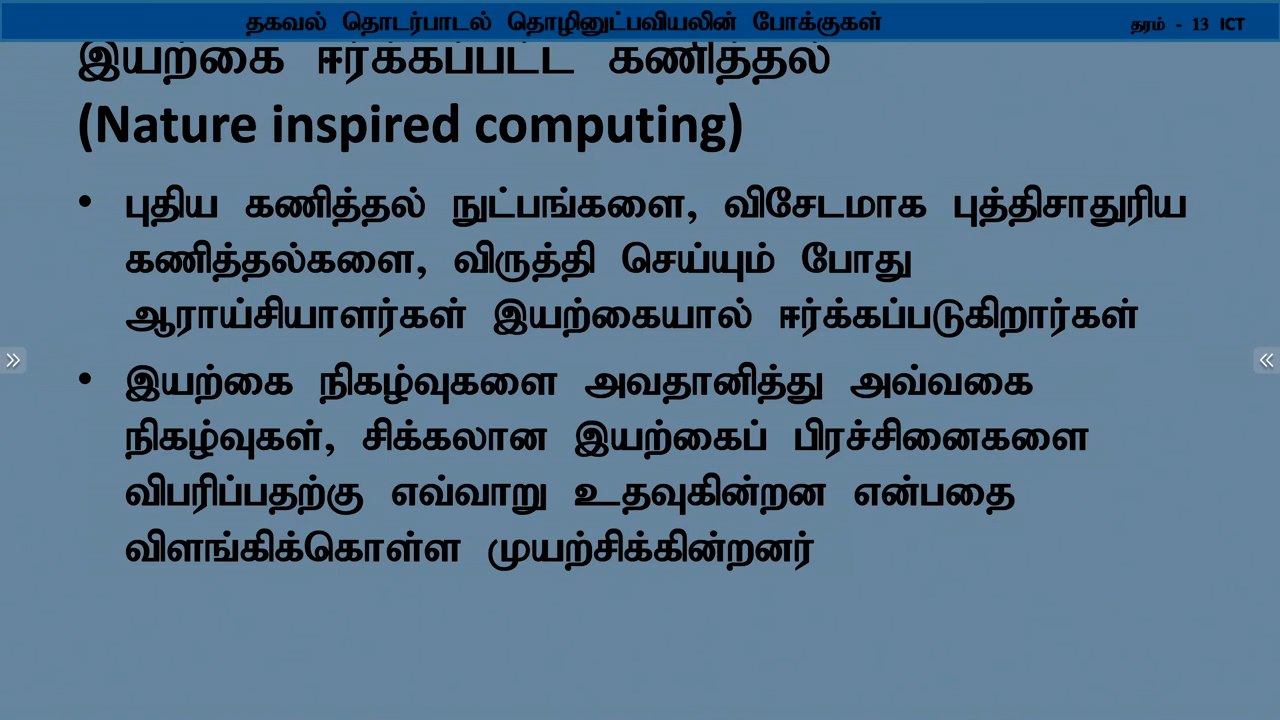 தகவல் தொடர்பாடல் தொழினுட்பவியலின் போக்குகள்
தரம் - 13 ICT
இயற்கை ஈர்க்கப்பட்ட கணித்தல்
(Nature inspired computing)
• புதிய கணித்தல் நுட்பங்களை, விசேடமாக புத்திசாதுரிய
கணித்தல்களை, விருத்தி செய்யும் போது
ஆராய்சியாளர்கள் இயற்கையால் ஈர்க்கப்படுகிறார்கள்
• இயற்கை நிகழ்வுகளை அவதானித்து அவ்வகை
நிகழ்வுகள், சிக்கலான இயற்கைப் பிரச்சினைகளை
விபரிப்பதற்கு எவ்வாறு உதவுகின்றன என்பதை
விளங்கிக்கொள்ள முயற்சிக்கின்றனர்